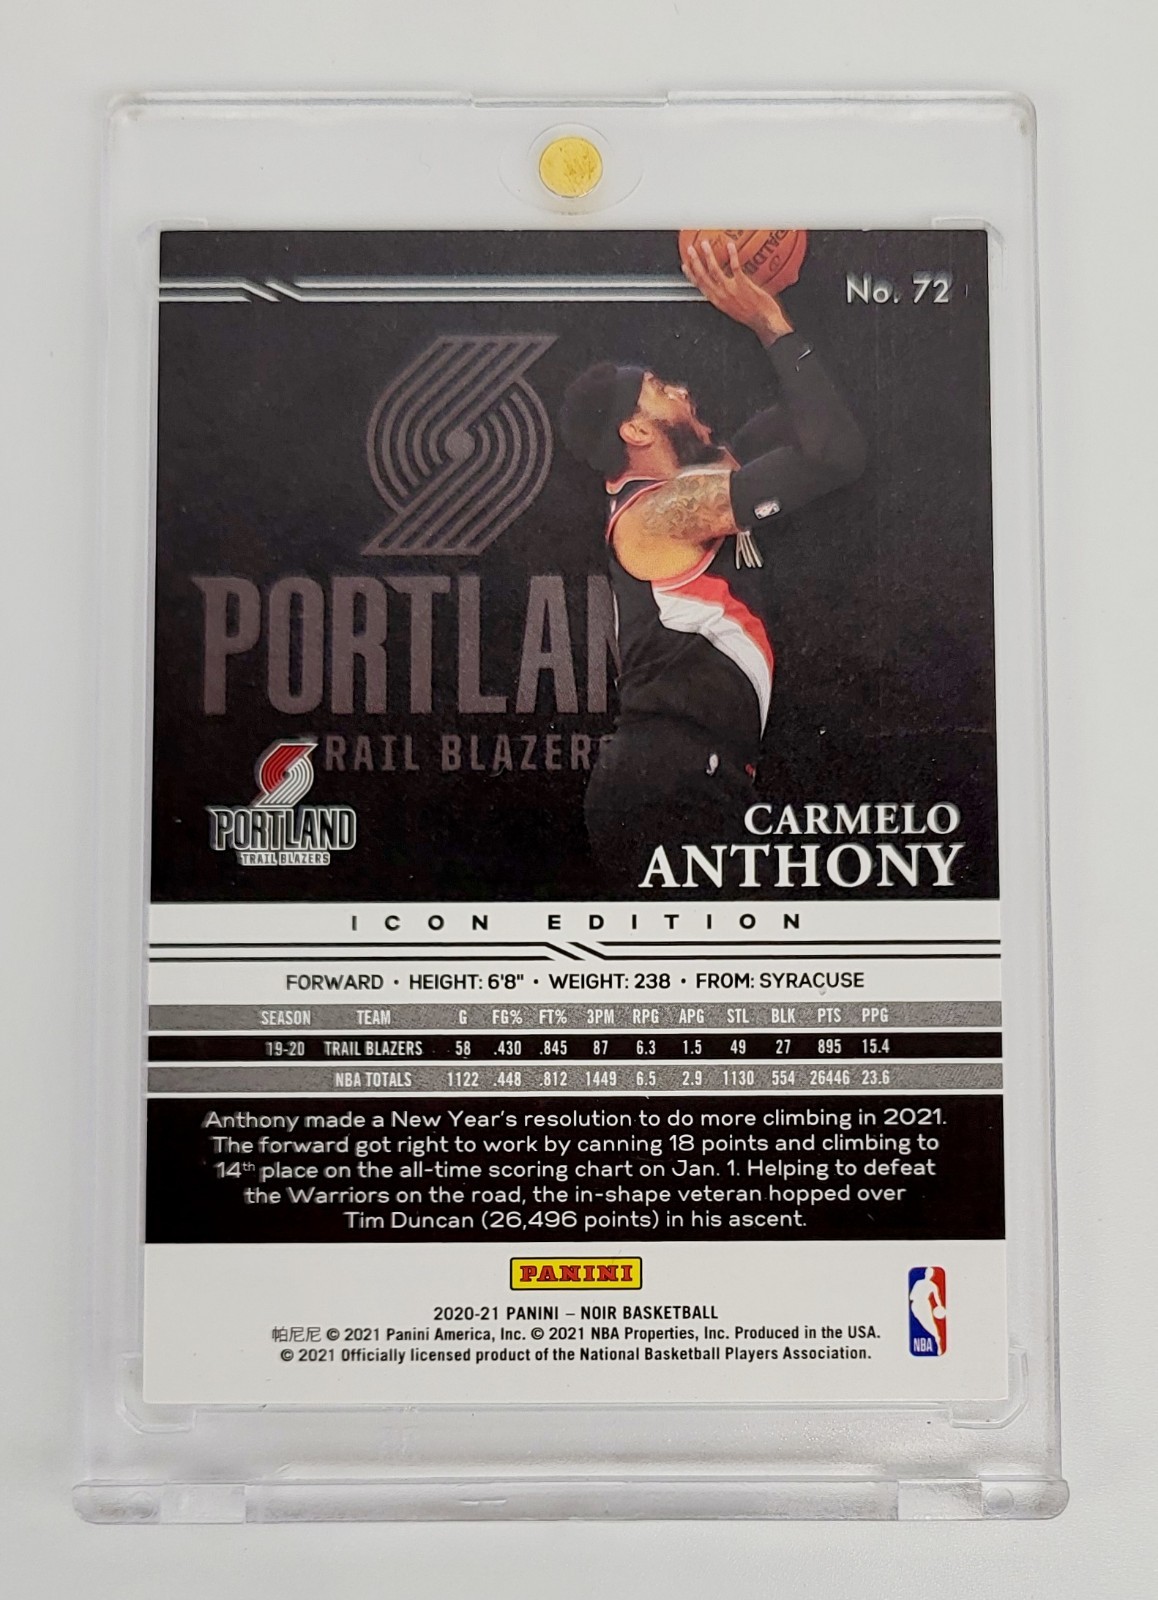 SPALDING
No. 72
PORTLAN
TRAIL BLAZERS
PORTLAND
TRAIL BLAZERS
CARMELO
ANTHONY
ICON EDITION
FORWARD • HEIGHT: 6'8" • WEIGHT: 238 • FROM: SYRACUSE
SEASON TEAM G FG% FT% 3PM RPG APG STL BLK PTS PPG
19-20 TRAIL BLAZERS 58 .430 .845 87 6.3 1.5 49 27 895 15.4
NBA TOTALS 1122 .448 .812 1449 6.5 2.9 1130 554 26446 23.6
Anthony made a New Year's resolution to do more climbing in 2021.
The forward got right to work by canning 18 points and climbing to
14th place on the all-time scoring chart on Jan. 1. Helping to defeat
the Warriors on the road, the in-shape veteran hopped over
Tim Duncan (26,496 points) in his ascent.
PANINI
2020-21 PANINI – NOIR BASKETBALL
帕尼尼 © 2021 Panini America, Inc. © 2021 NBA Properties, Inc. Produced in the USA.
© 2021 Officially licensed product of the National Basketball Players Association.
NBA